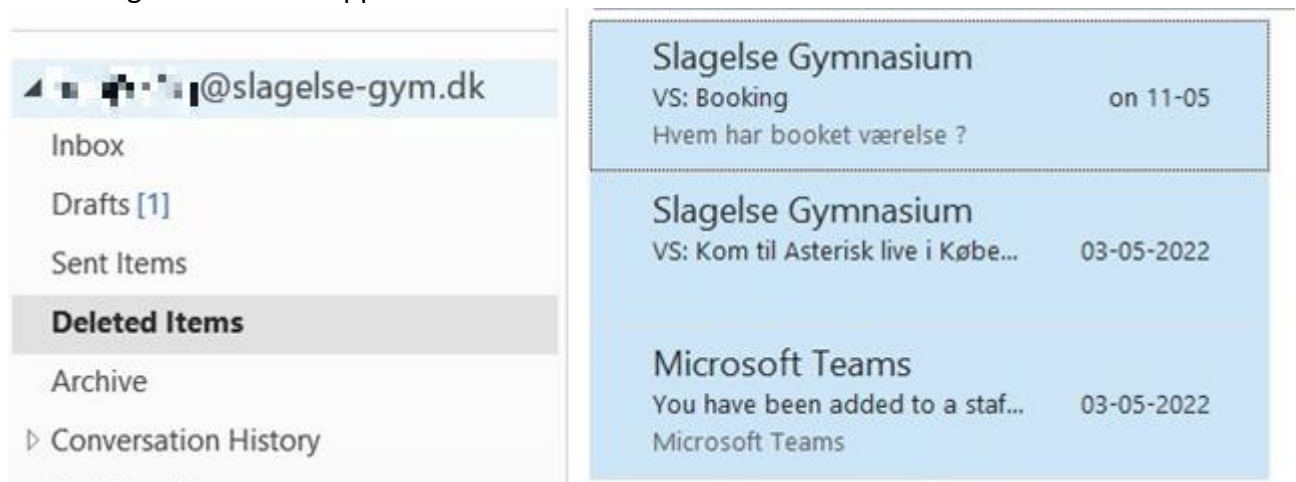 @slagelse-gym.dk
Inbox
Drafts [1]
Sent Items
Deleted Items
Archive
Conversation History
Slagelse Gymnasium
VS: Booking on 11-05
Hvem har booket værelse ?
Slagelse Gymnasium
VS: Kom til Asterisk live i Købe... 03-05-2022
Microsoft Teams
You have been added to a staf... 03-05-2022
Microsoft Teams